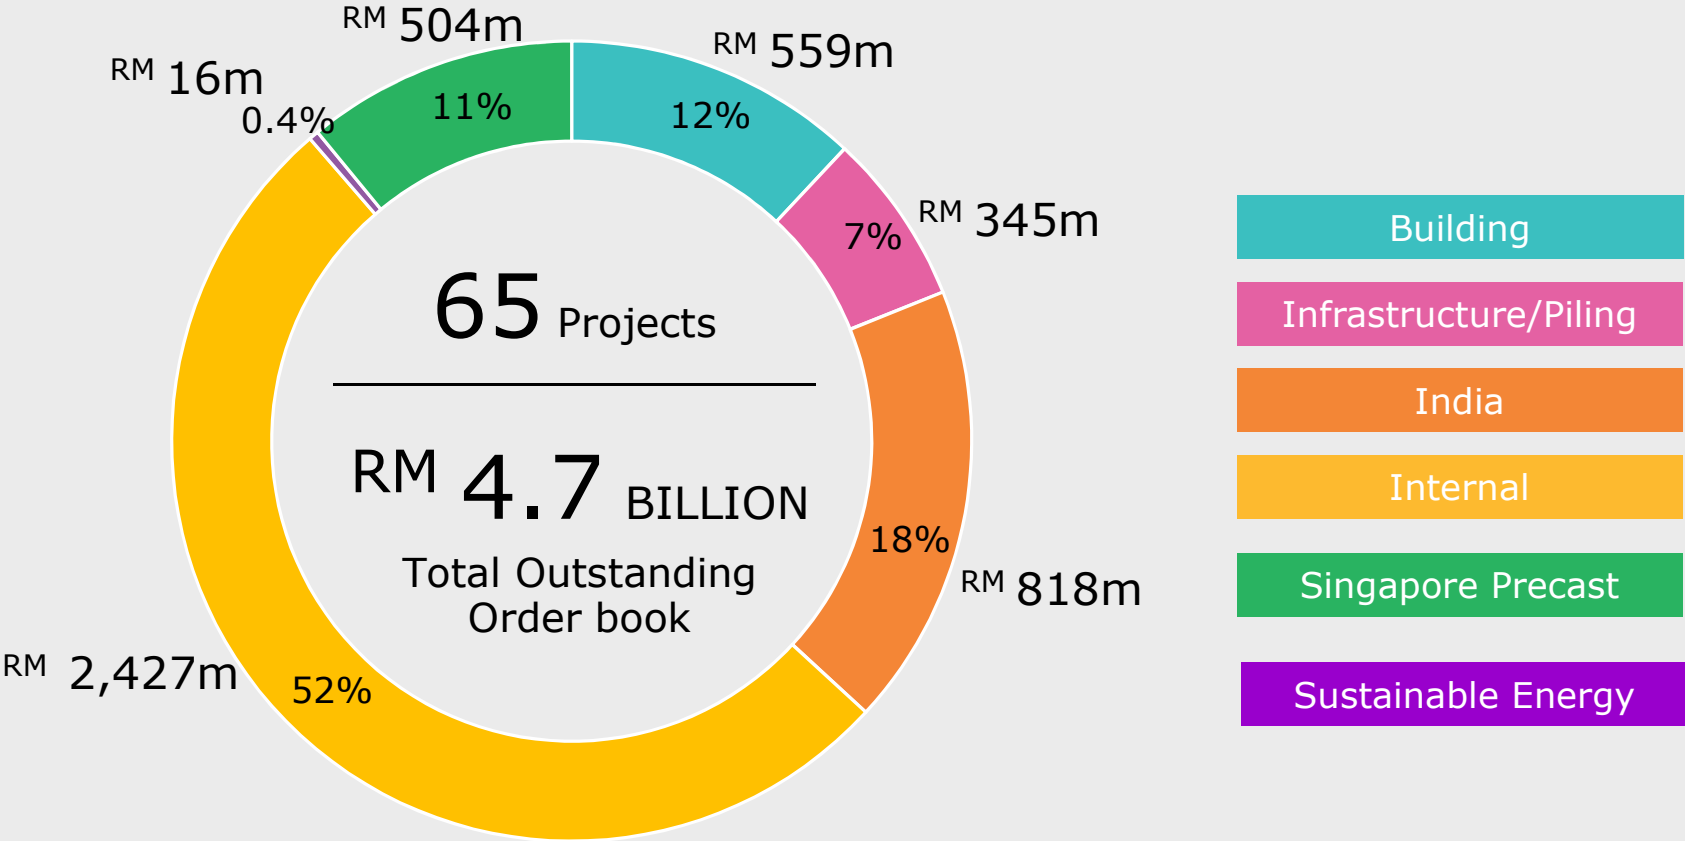 RM 504m
RM 559m
RM 16m
0.4%
11%
12%
RM 345m
7%
65 Projects
RM 4.7 BILLION
Total Outstanding
Order book
18%
RM 818m
RM 2,427m
52%
Building
Infrastructure/Piling
India
Internal
Singapore Precast
Sustainable Energy